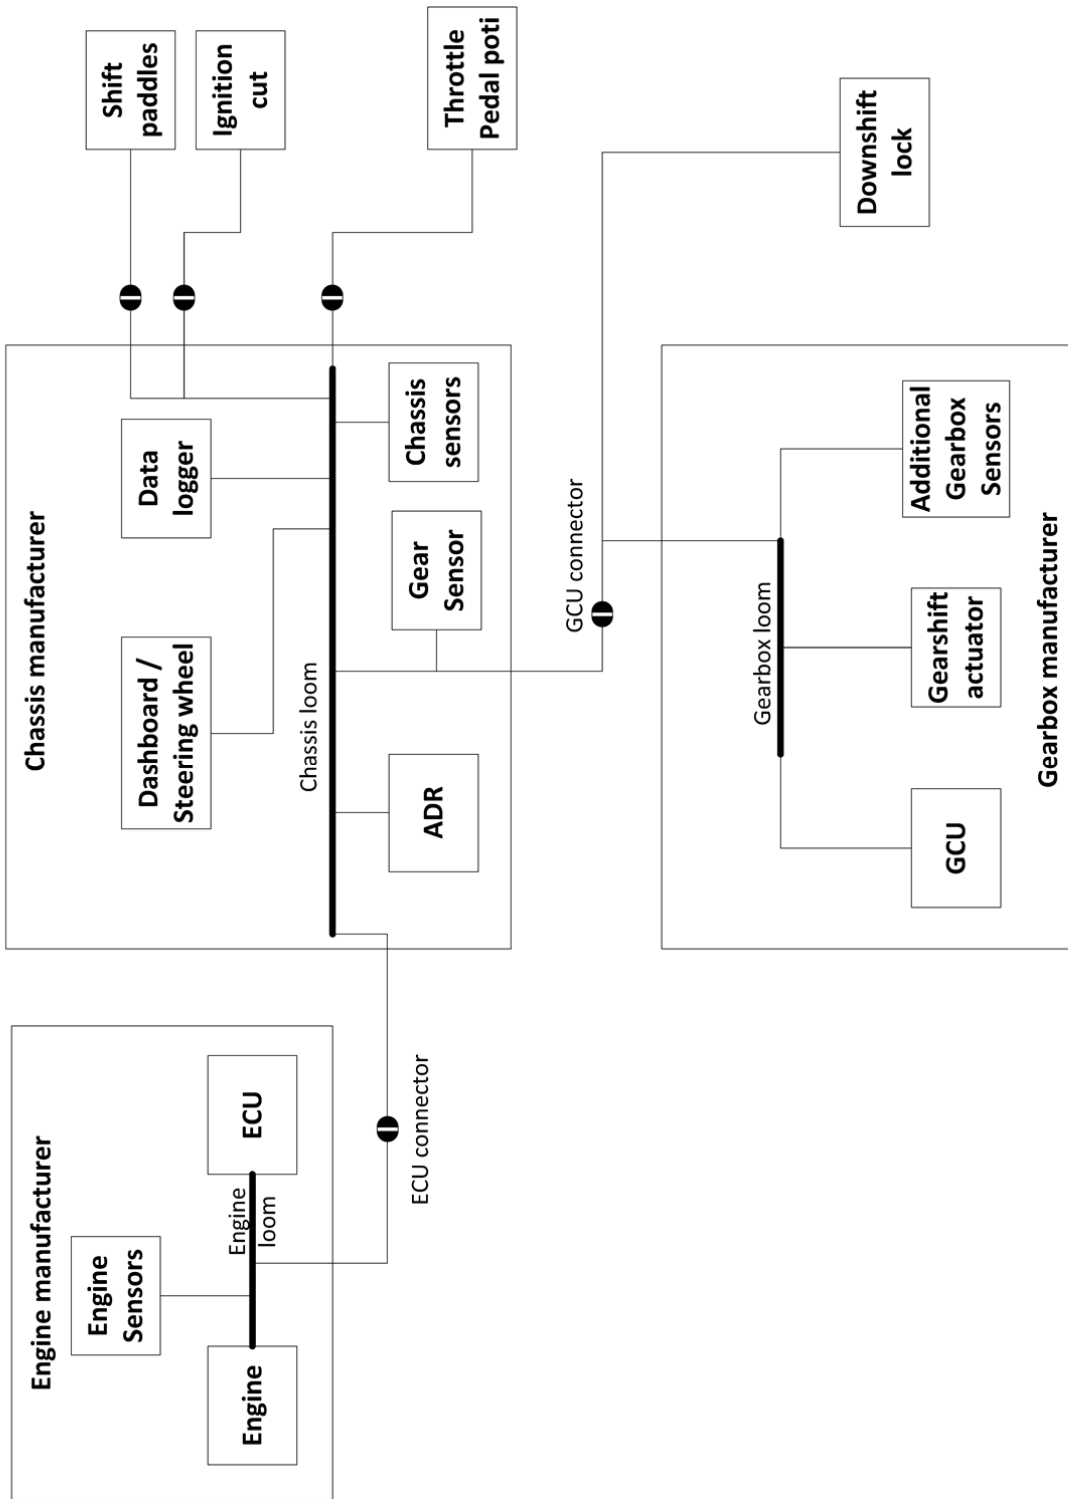 Engine manufacturer
Engine
Sensors
Engine
Engine
loom
ECU
ECU connector
Chassis manufacturer
Dashboard /
Steering wheel
Data
logger
Chassis loom
ADR
Gear
Sensor
Chassis
sensors
Shift
paddles
Ignition
cut
Throttle
Pedal poti
GCU connector
Downshift
lock
Gearbox loom
GCU
Gearshift
actuator
Additional
Gearbox
Sensors
Gearbox manufacturer